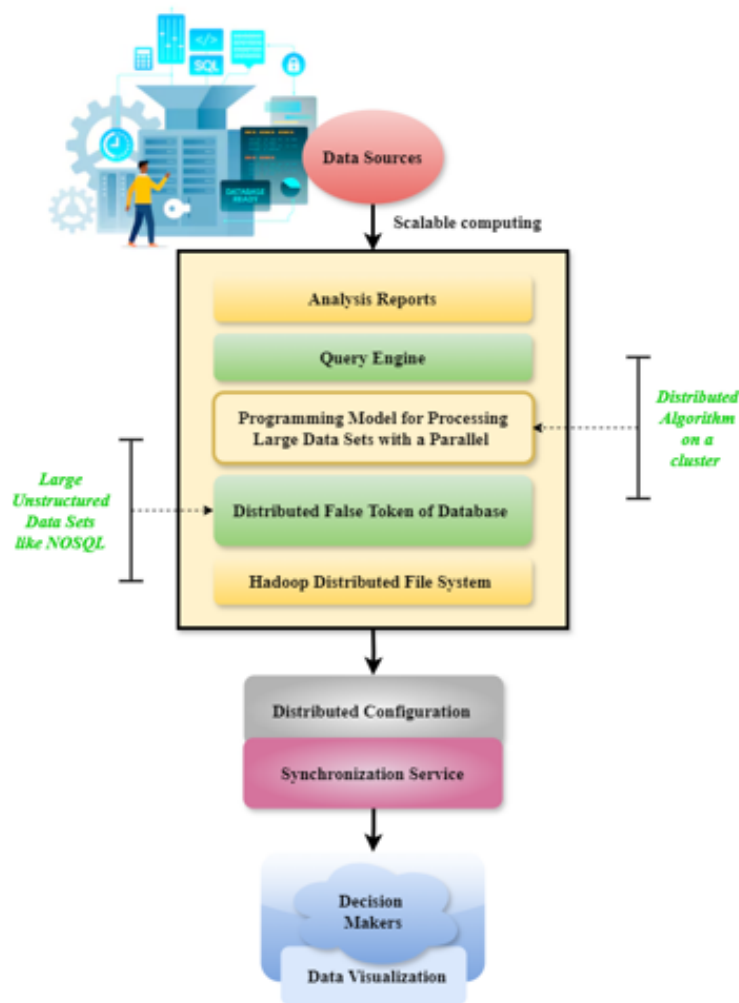 </>
SQL
DATABASE
READY
Data Sources
Scalable computing
Analysis Reports
Query Engine
Programming Model for Processing
Large Data Sets with a Parallel
Distributed
Algorithm
on a
cluster
Large
Unstructured
Data Sets
like NOSQL
Distributed False Token of Database
Hadoop Distributed File System
Distributed Configuration
Synchronization Service
Decision
Makers
Data Visualization